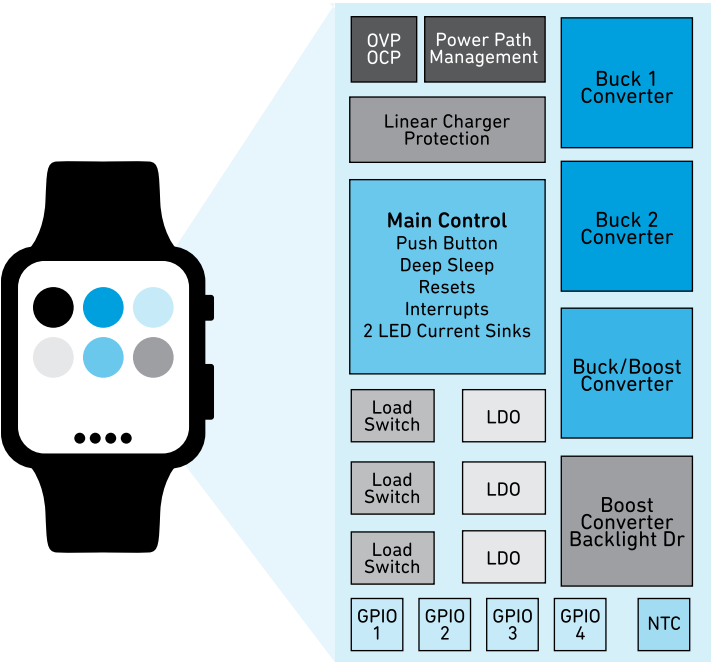 OVP
OCP
Power Path
Management
Buck 1
Converter
Linear Charger
Protection
Buck 2
Converter
Main Control
Push Button
Deep Sleep
Resets
Interrupts
2 LED Current Sinks
Buck/Boost
Converter
Load
Switch
LDO
Load
Switch
LDO
Boost
Converter
Backlight Dr
Load
Switch
LDO
GPIO
1
GPIO
2
GPIO
3
GPIO
4
NTC